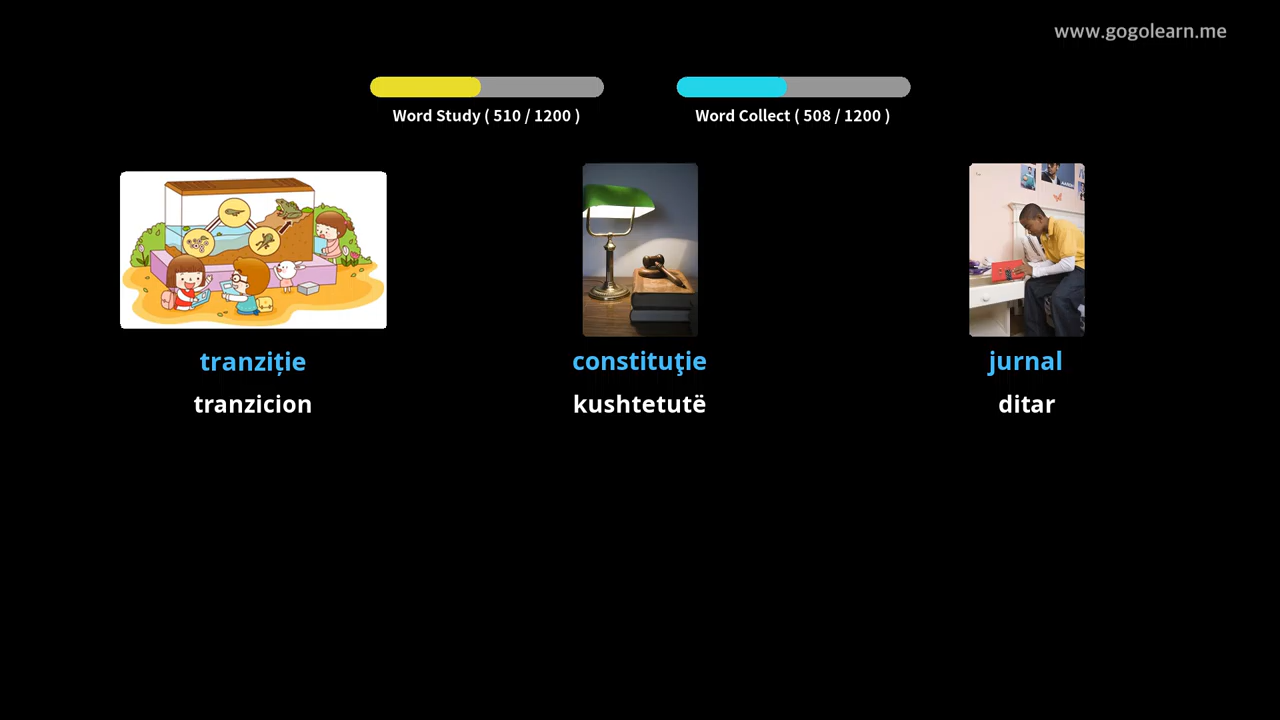 www.gogolearn.me
Word Study ( 510 / 1200 )
Word Collect ( 508 / 1200 )
tranziție
constituţie
jurnal
tranzicion
kushtetutë
ditar